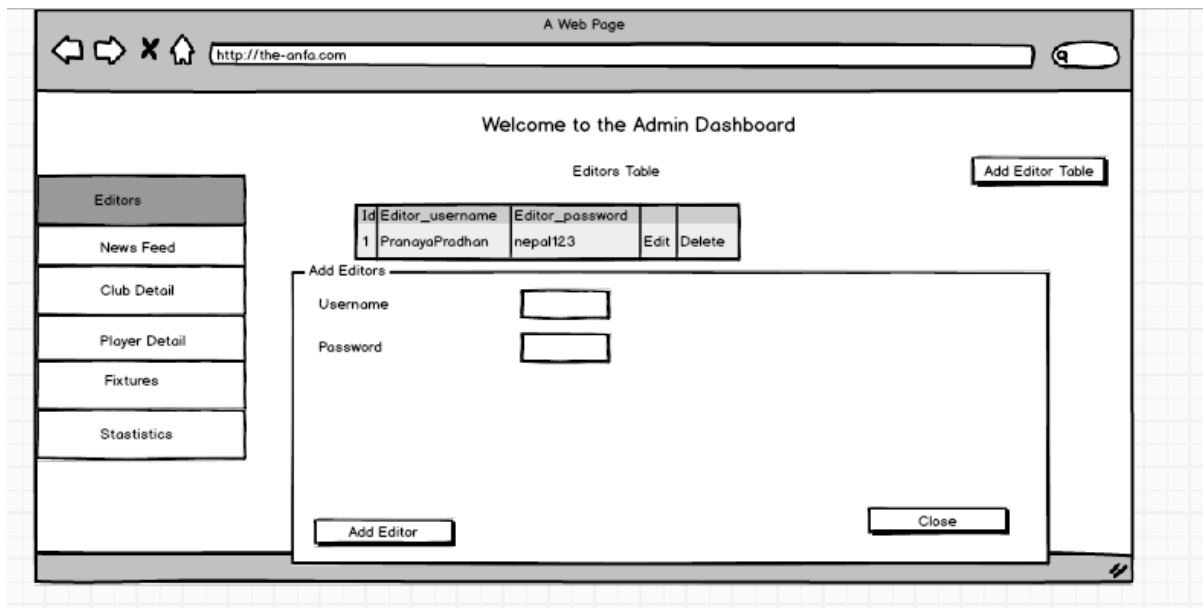 A Web Page
http://the-anfa.com
Welcome to the Admin Dashboard
Editors Table
Add Editor Table
Editors
News Feed
Club Detail
Player Detail
Fixtures
Stastistics
Id Editor_username Editor_password
1 PranayaPradhan nepal123 Edit Delete
Add Editors
Username
Password
Add Editor
Close